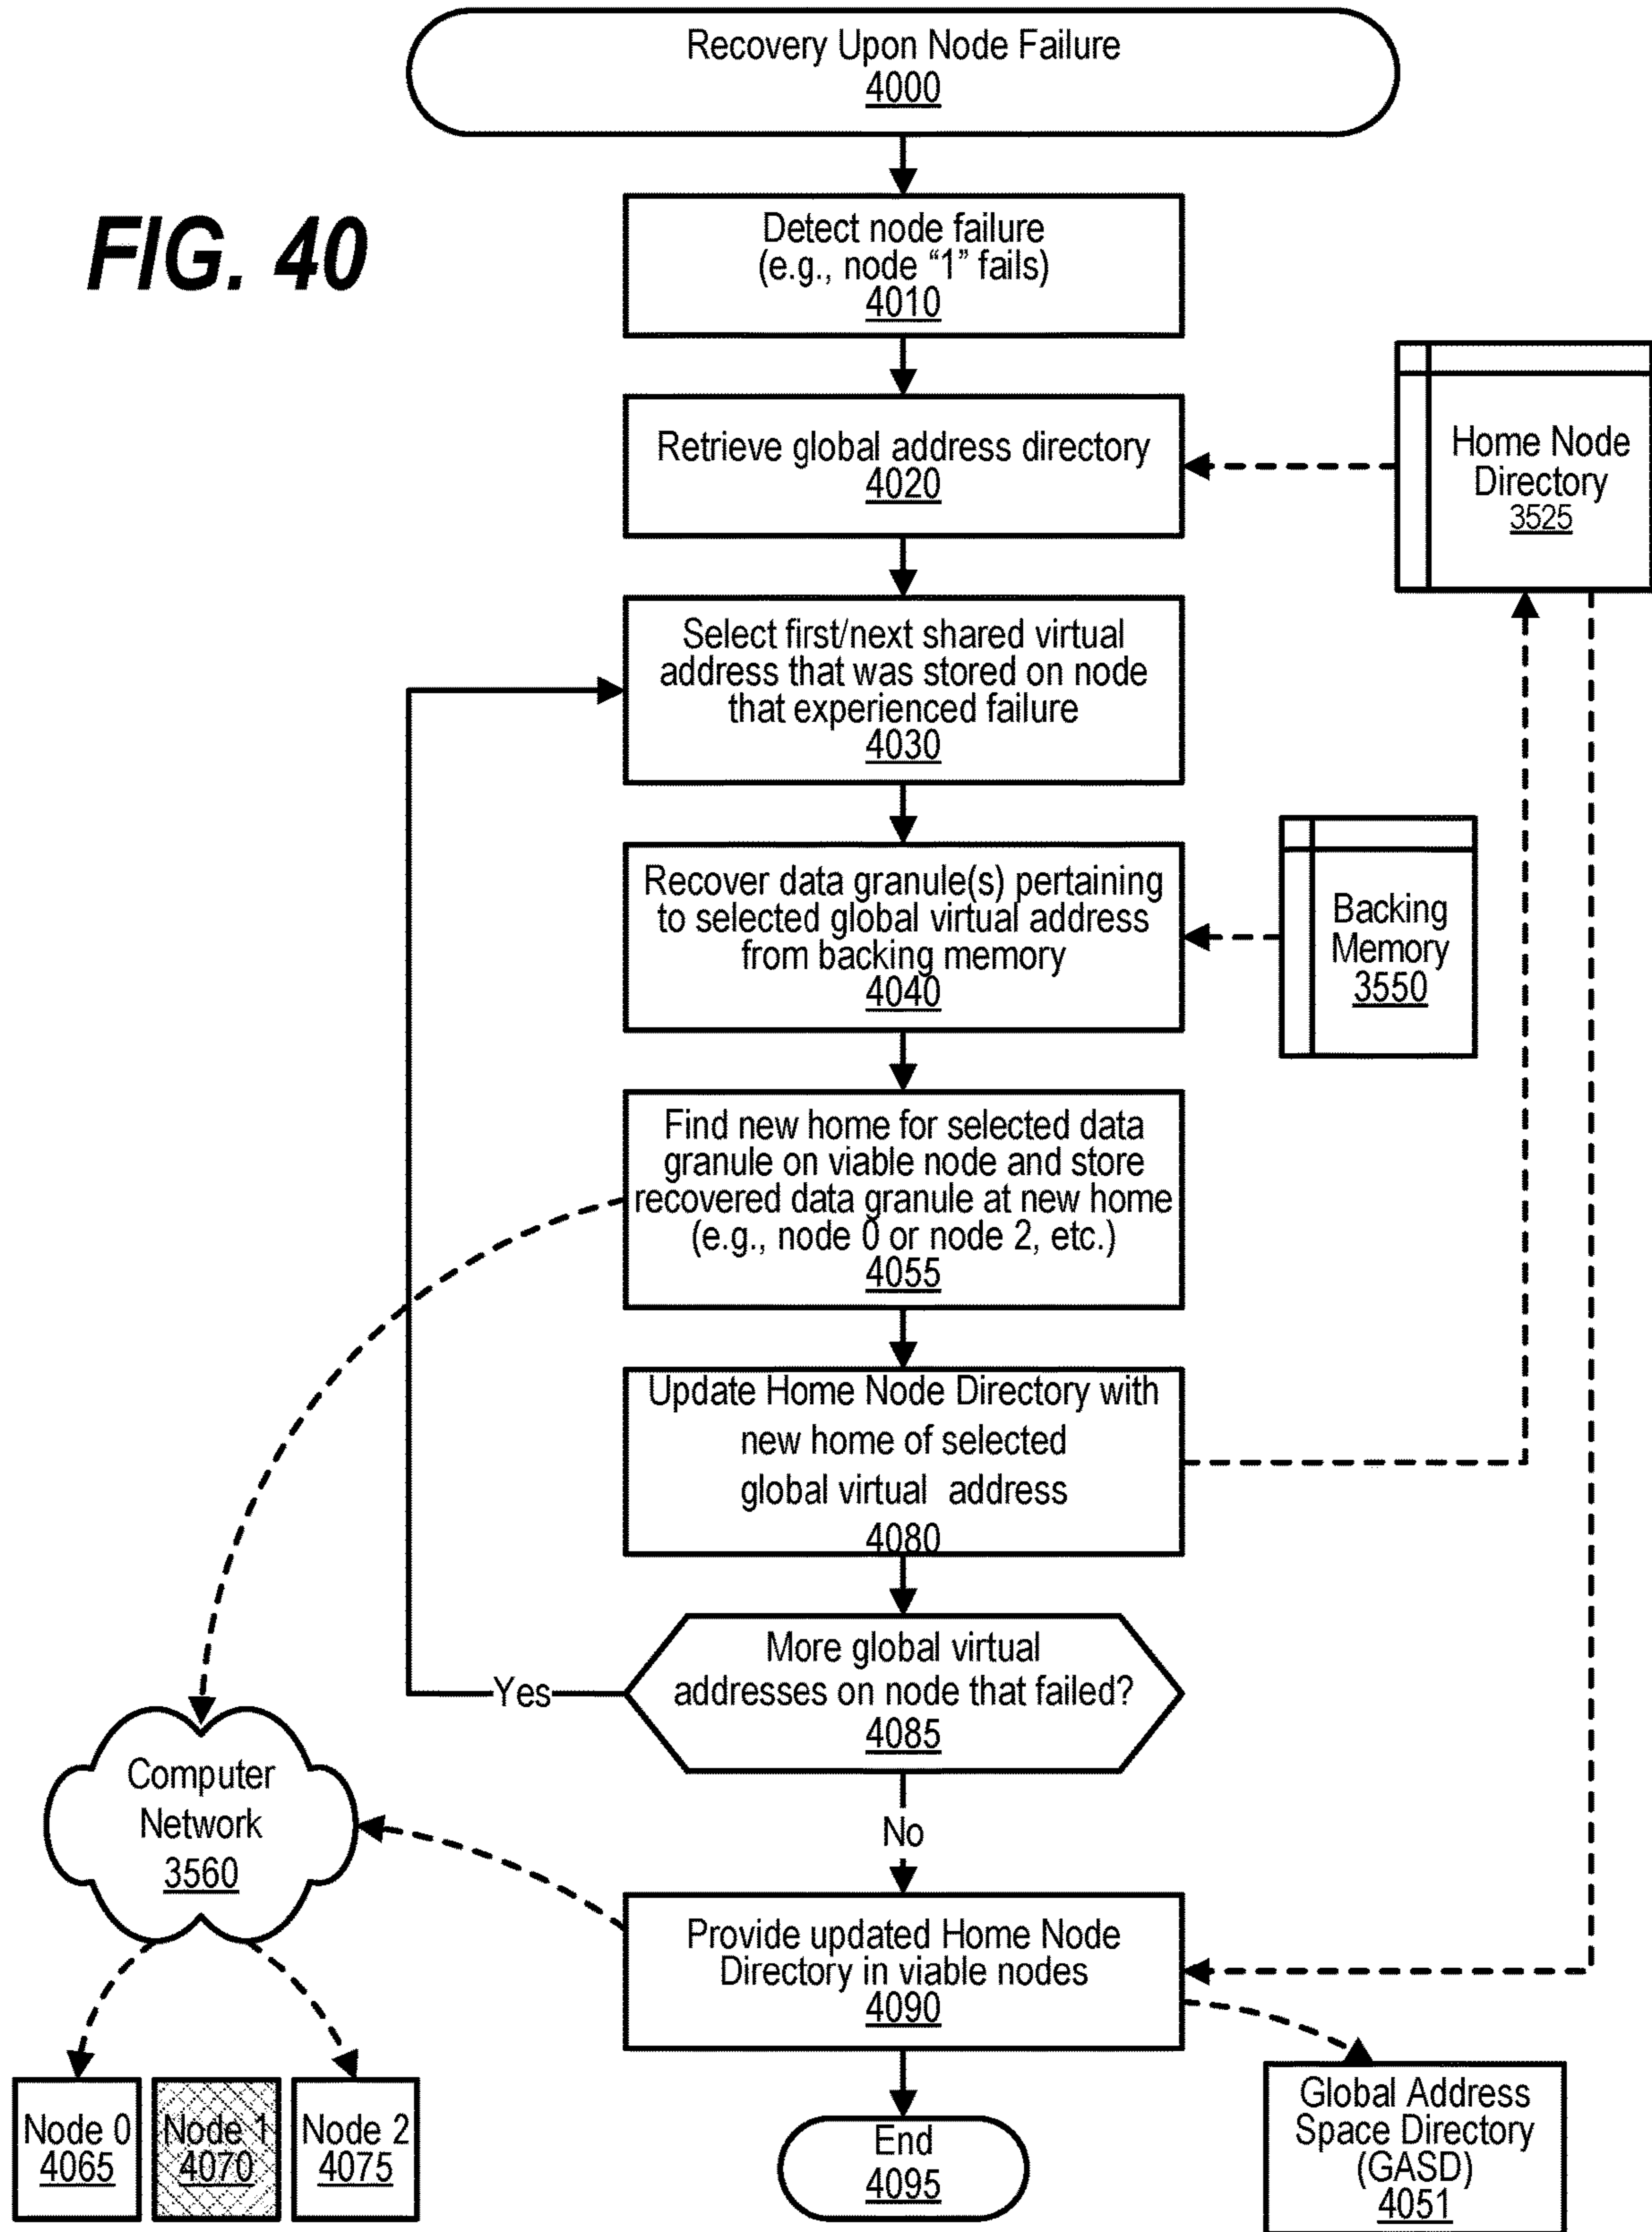 Recovery Upon Node Failure
4000
FIG. 40
Detect node failure
(e.g., node “1” fails)
4010
Retrieve global address directory
4020
Home Node
Directory
3525
Select first/next shared virtual
address that was stored on node
that experienced failure
4030
Recover data granule(s) pertaining
to selected global virtual address
from backing memory
4040
Backing
Memory
3550
Find new home for selected data
granule on viable node and store
recovered data granule at new home
(e.g., node 0 or node 2, etc.)
4055
Update Home Node Directory with
new home of selected
global virtual address
4080
More global virtual
addresses on node that failed?
4085
Yes
No
Computer
Network
3560
Provide updated Home Node
Directory in viable nodes
4090
Node 0
4065
Node 1
4070
Node 2
4075
End
4095
Global Address
Space Directory
(GASD)
4051